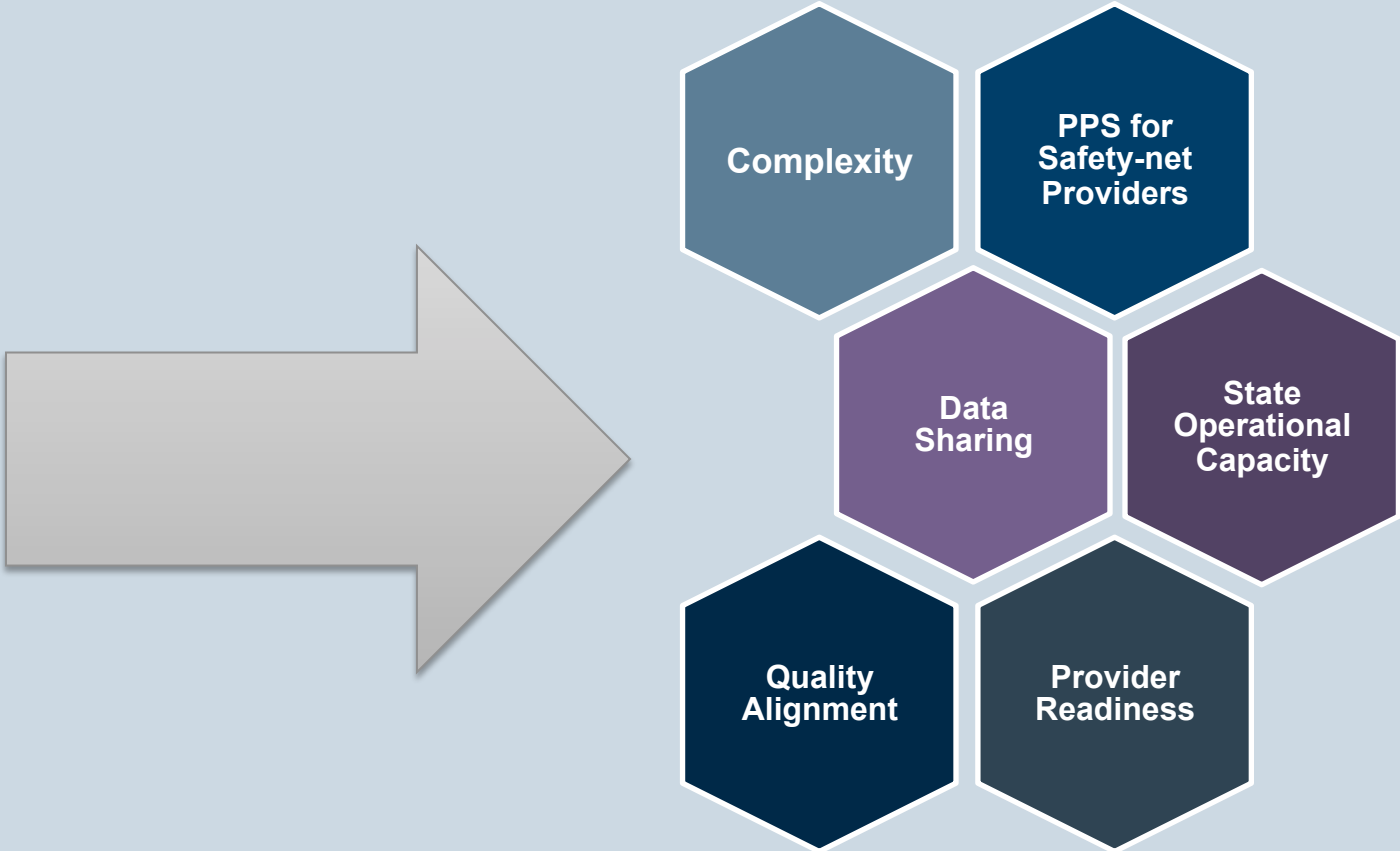 Complexity
PPS for
Safety-net
Providers
Data
Sharing
State
Operational
Capacity
Quality
Alignment
Provider
Readiness